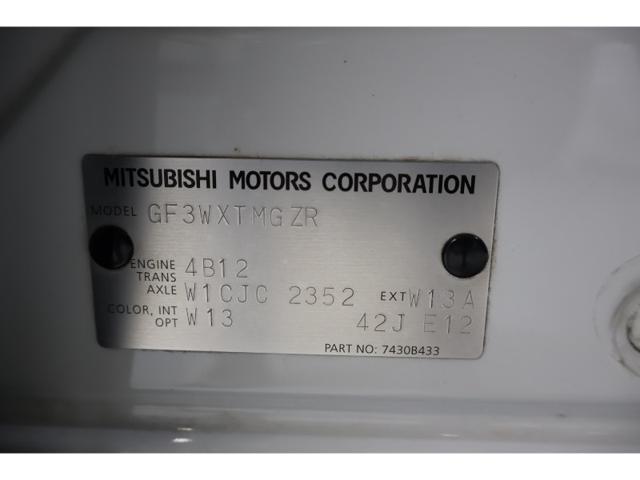 MITSUBISHI MOTORS CORPORATION
MODEL GF3WXTMGZR
ENGINE 4B12
TRANS
AXLE W1CJC 2352 EXT W13A
COLOR, INT
OPT W13 42J E12
PART NO: 7430B433